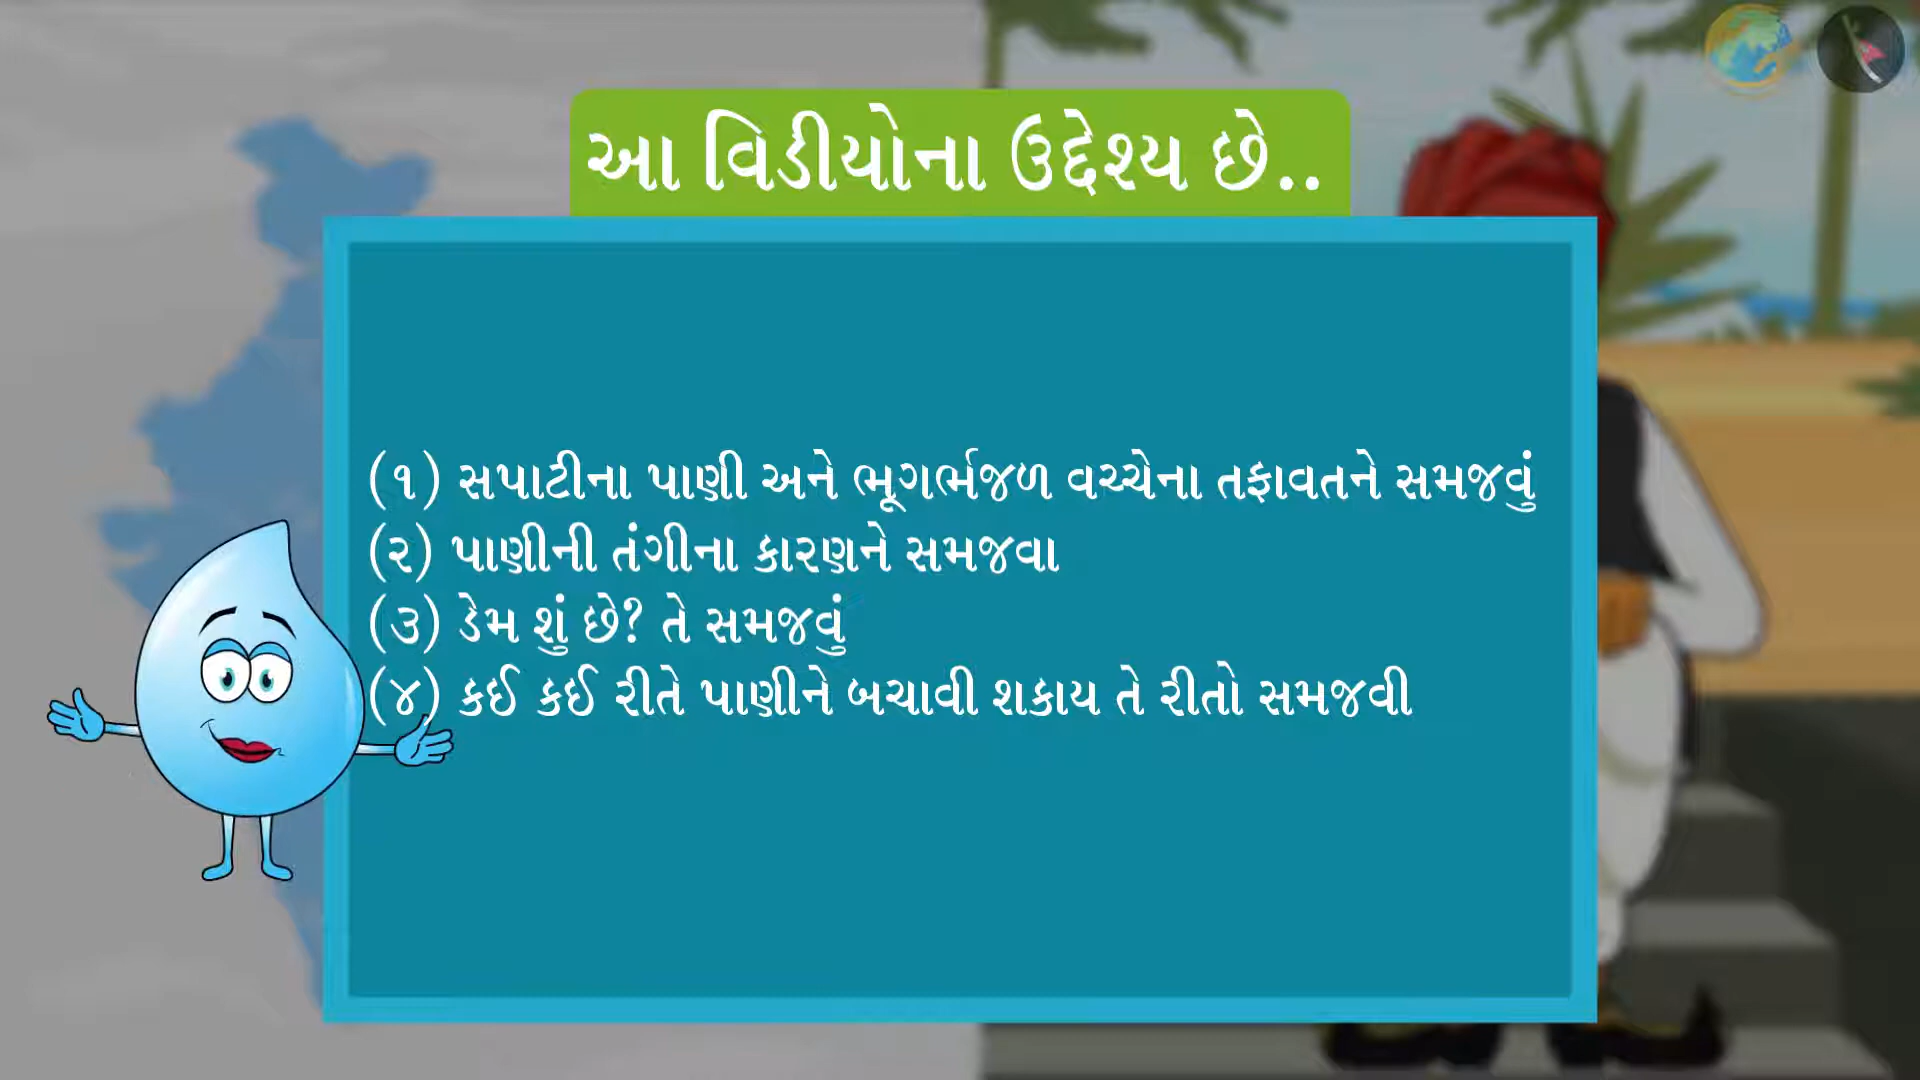 આ વિડીયોના ઉદ્દેશ્ય છે..
(૧) સપાટીના પાણી અને ભૂગર્ભજળ વચ્ચેના તફાવતને સમજવું
(૨) પાણીની તંગીના કારણને સમજવા
(૩) ડેમ શું છે? તે સમજવું
(૪) કઈ કઈ રીતે પાણીને બચાવી શકાય તે રીતો સમજવી